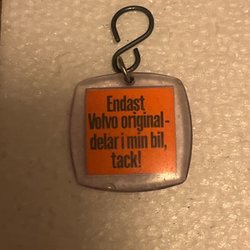 Endast
Volvo original-
delar i min bil,
tack!